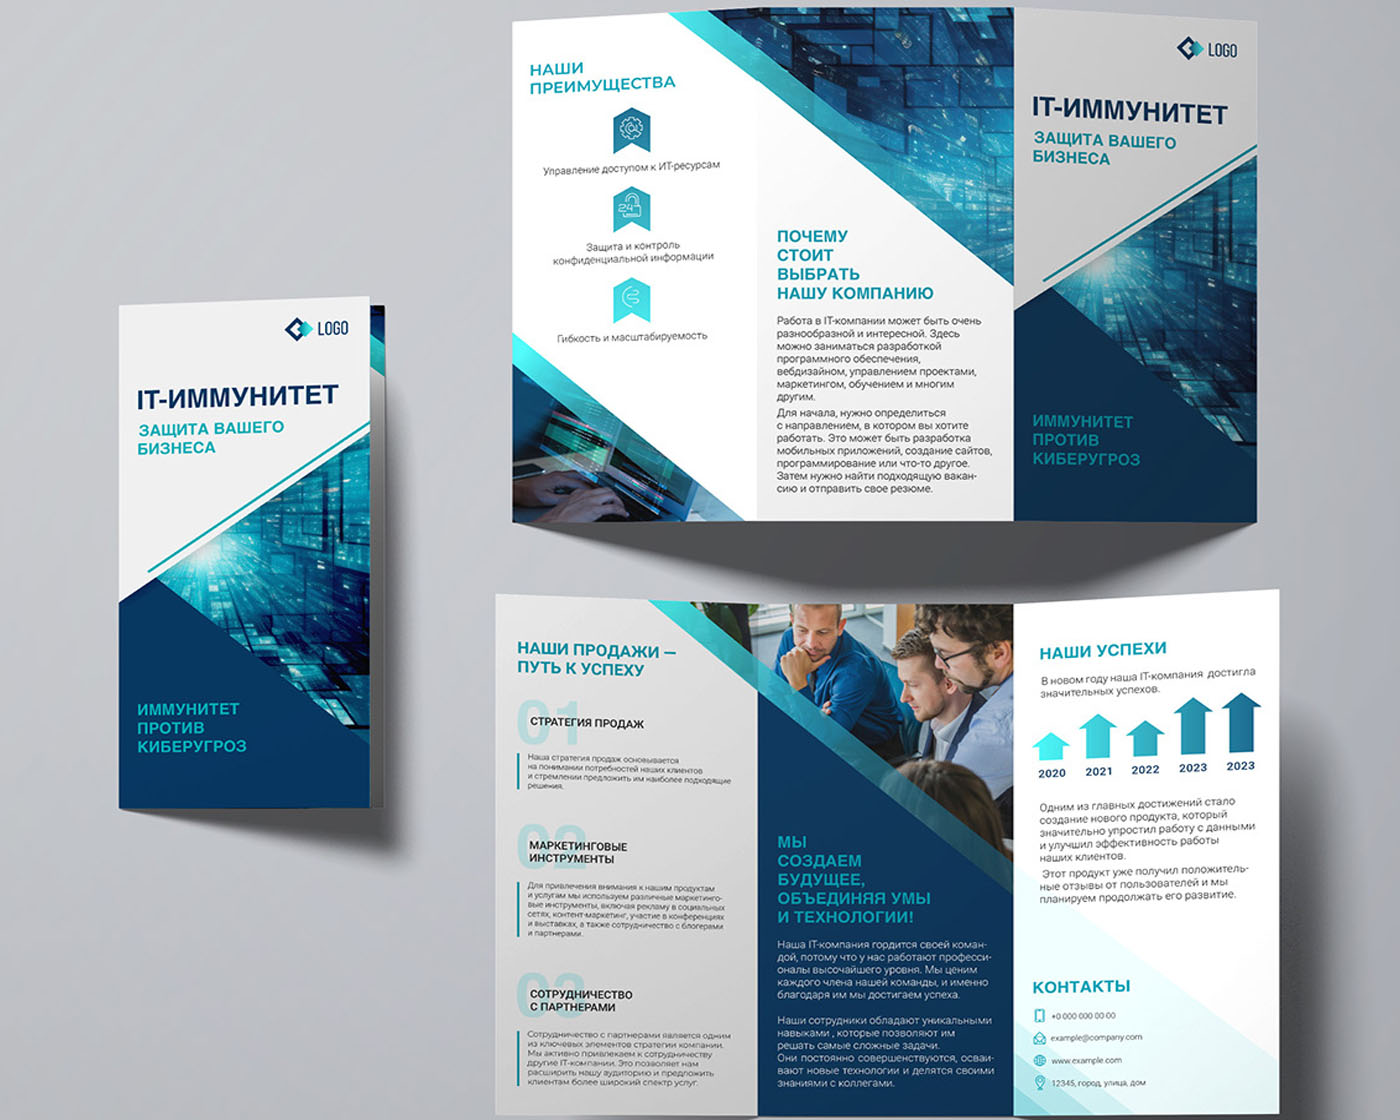 LOGO
IT-ИММУНИТЕТ
ЗАЩИТА ВАШЕГО
БИЗНЕСА
ИММУНИТЕТ
ПРОТИВ
КИБЕРУГРОЗ
НАШИ
ПРЕИМУЩЕСТВА
Управление доступом к ИТ-ресурсам
24
Защита и контроль
конфиденциальной информации
Гибкость и масштабируемость
ПОЧЕМУ
СТОИТ
ВЫБРАТЬ
НАШУ КОМПАНИЮ
Работа в IT-компании может быть очень
разнообразной и интересной. Здесь
можно заниматься разработкой
программного обеспечения,
вебдизайном, управлением проектами,
маркетингом, обучением и многим
другим.
Для начала, нужно определиться
с направлением, в котором вы хотите
работать. Это может быть разработка
мобильных приложений, создание сайтов,
программирование или что-то другое.
Затем нужно найти подходящую вакан-
сию и отправить свое резюме.
LOGO
IT-ИММУНИТЕТ
ЗАЩИТА ВАШЕГО
БИЗНЕСА
ИММУНИТЕТ
ПРОТИВ
КИБЕРУГРОЗ
НАШИ ПРОДАЖИ —
ПУТЬ К УСПЕХУ
01
СТРАТЕГИЯ ПРОДАЖ
Наша стратегия продаж основывается
на понимании потребностей наших клиентов
и стремлении предложить им наиболее подходящие
решения.
02
МАРКЕТИНГОВЫЕ
ИНСТРУМЕНТЫ
Для привлечения внимания к нашим продуктам
и услугам мы используем различные маркетинго-
вые инструменты, включая рекламу в социальных
сетях, контент-маркетинг, участие в конференциях
и выставках, а также сотрудничество с блогерами
и партнерами.
03
СОТРУДНИЧЕСТВО
С ПАРТНЕРАМИ
Сотрудничество с партнерами является одним
из ключевых элементов стратегии компании.
Мы активно привлекаем к сотрудничеству
другие IT-компании. Это позволяет нам
расширить нашу аудиторию и предложить
клиентам более широкий спектр услуг.
МЫ
СОЗДАЕМ
БУДУЩЕЕ,
ОБЪЕДИНЯЯ УМЫ
И ТЕХНОЛОГИИ!
Наша IT-компания гордится своей коман-
дой, потому что у нас работают професси-
оналы высочайшего уровня. Мы ценим
каждого члена нашей команды, и именно
благодаря им мы достигаем успеха.
Наши сотрудники обладают уникальными
навыками , которые позволяют им
решать самые сложные задачи.
Они постоянно совершенствуются, осваи-
вают новые технологии и делятся своими
знаниями с коллегами.
НАШИ УСПЕХИ
В новом году наша IT-компания достигла
значительных успехов.
2020 2021 2022 2023 2023
Одним из главных достижений стало
создание нового продукта, который
значительно упростил работу с данными
и улучшил эффективность работы
наших клиентов.
Этот продукт уже получил положитель-
ные отзывы от пользователей и мы
планируем продолжать его развитие.
КОНТАКТЫ
+0 000 000 00 00
example@company.com
www.example.com
12345, город, улица, дом